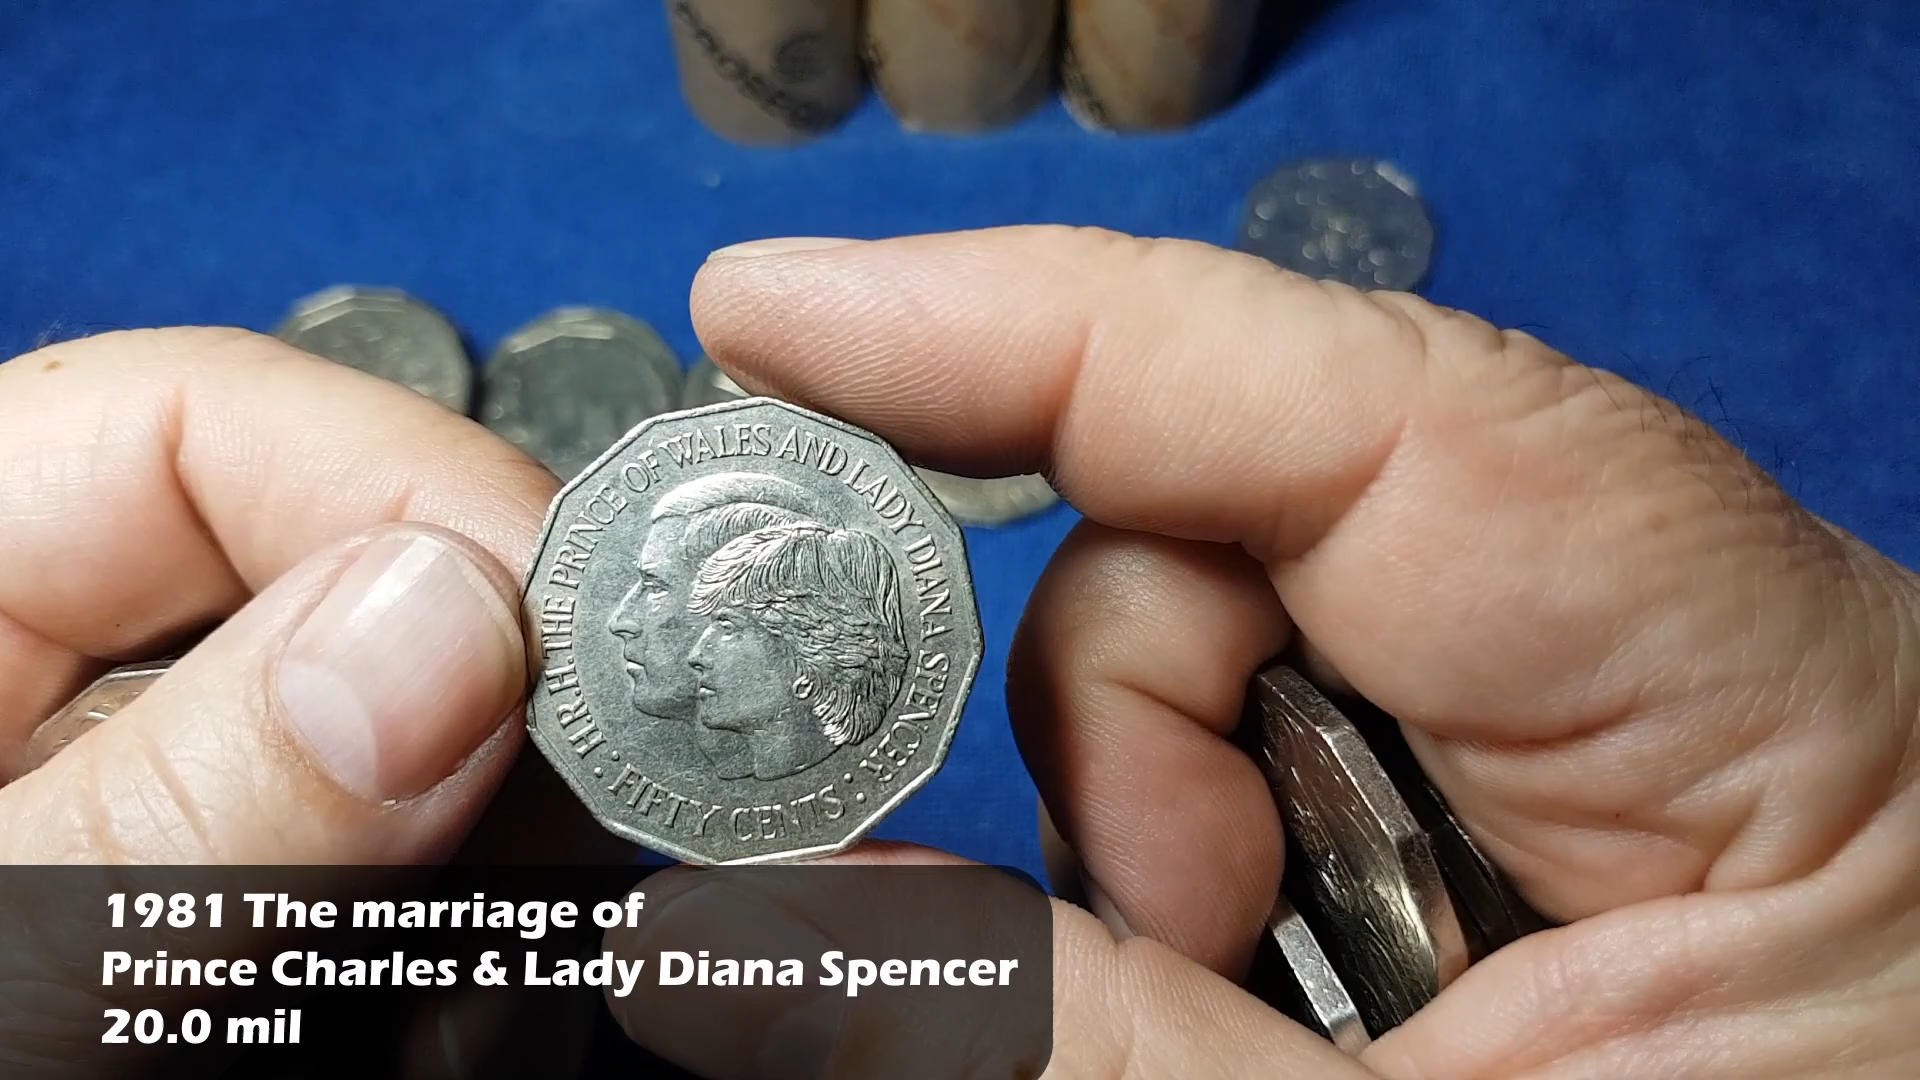 H.R.H. THE PRINCE OF WALES AND LADY DIANA SPENCER
: FIFTY CENTS :
1981 The marriage of
Prince Charles & Lady Diana Spencer
20.0 mil